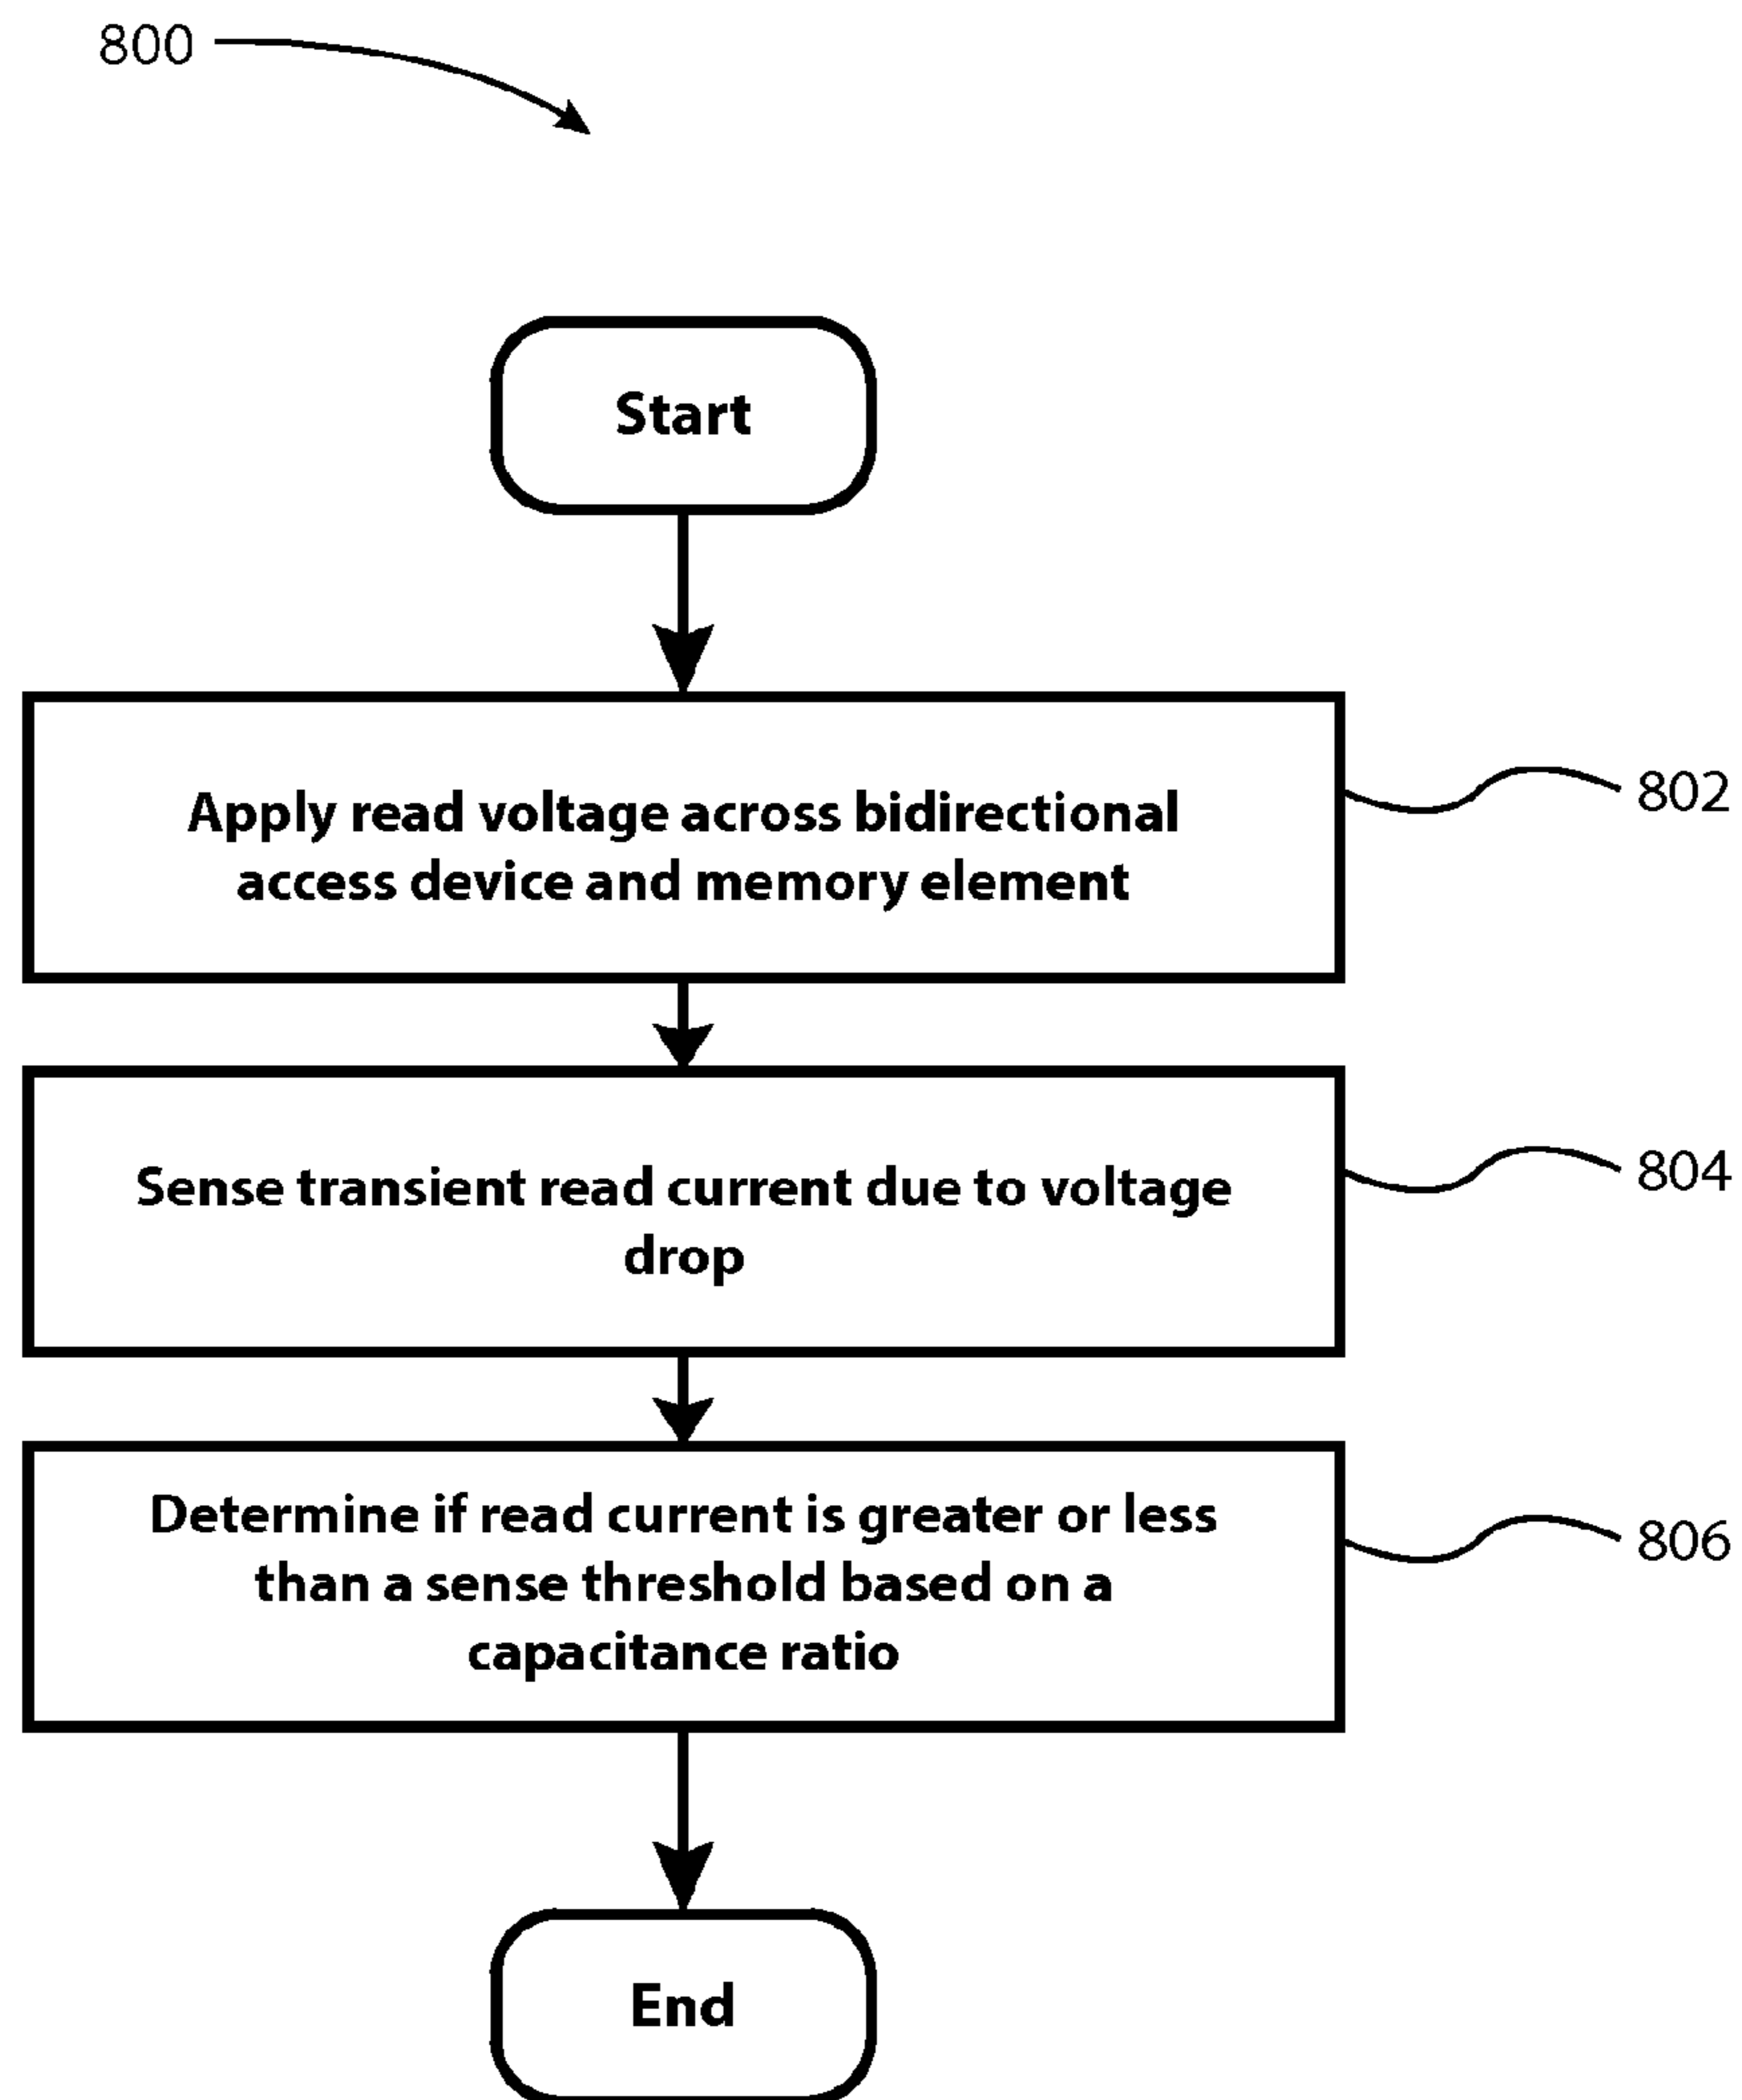 800
Start
Apply read voltage across bidirectional
access device and memory element
802
Sense transient read current due to voltage
drop
804
Determine if read current is greater or less
than a sense threshold based on a
capacitance ratio
806
End